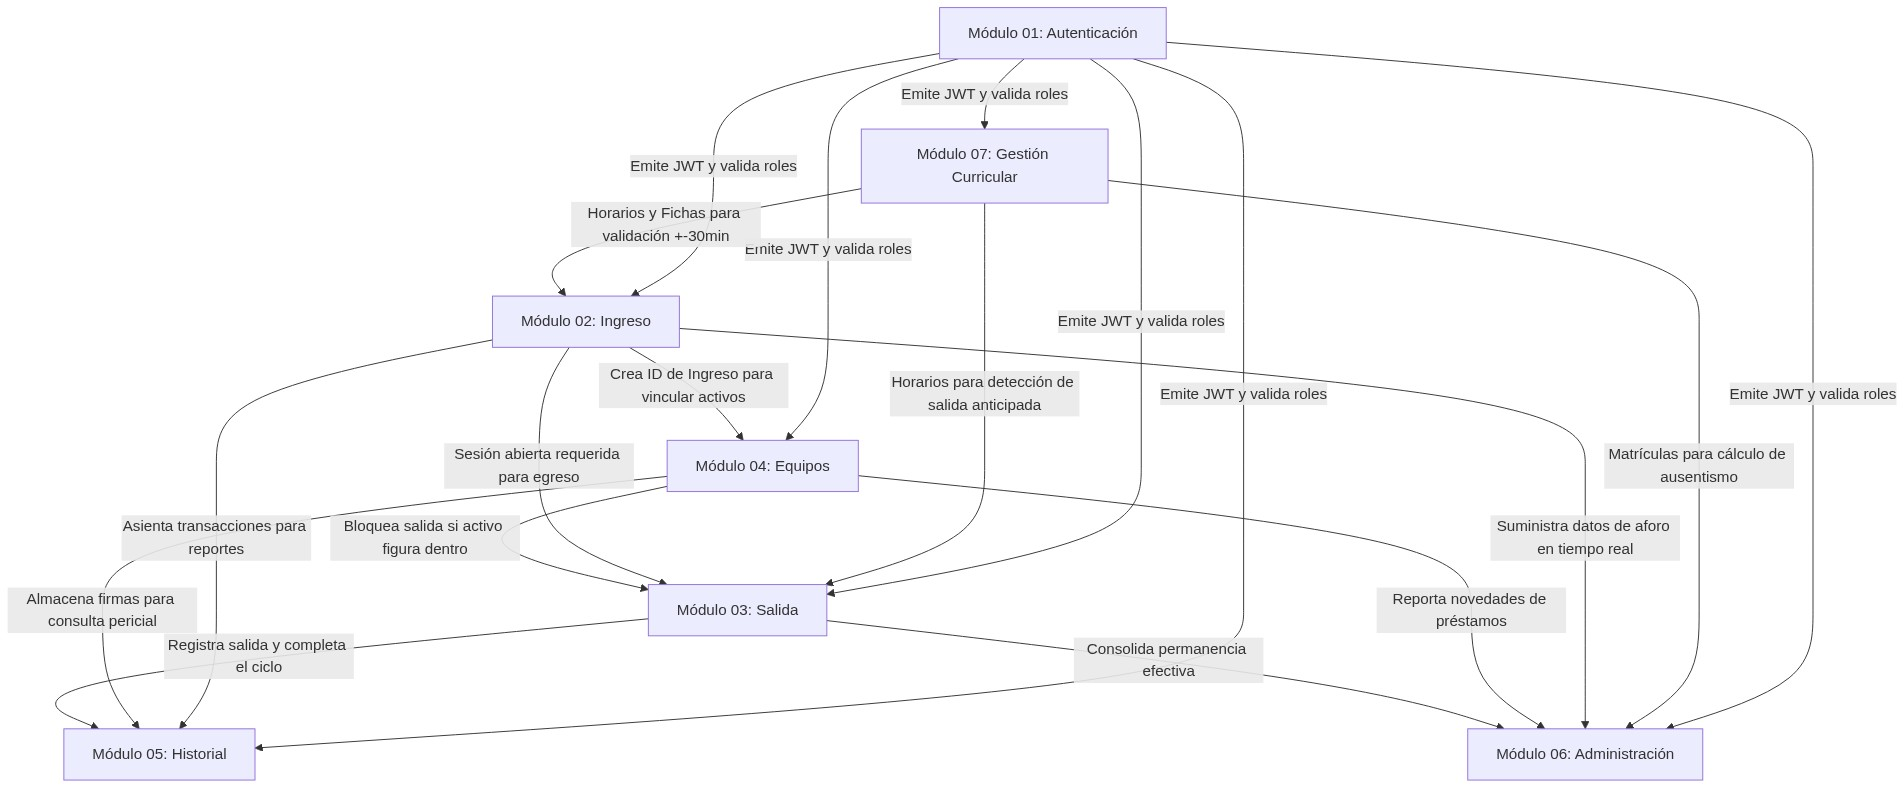 Módulo 01: Autenticación
Emite JWT y valida roles
Módulo 07: Gestión
Curricular
Emite JWT y valida roles
Horarios y Fichas para
validación +-30min
Emite JWT y valida roles
Módulo 02: Ingreso
Emite JWT y valida roles
Crea ID de Ingreso para
vincular activos
Horarios para detección de
salida anticipada
Emite JWT y valida roles
Emite JWT y valida roles
Sesión abierta requerida
para egreso
Módulo 04: Equipos
Matrículas para cálculo de
ausentismo
Asienta transacciones para
reportes
Bloquea salida si activo
figura dentro
Suministra datos de aforo
en tiempo real
Almacena firmas para
consulta pericial
Módulo 03: Salida
Reporta novedades de
préstamos
Registra salida y completa
el ciclo
Consolida permanencia
efectiva
Módulo 05: Historial
Módulo 06: Administración